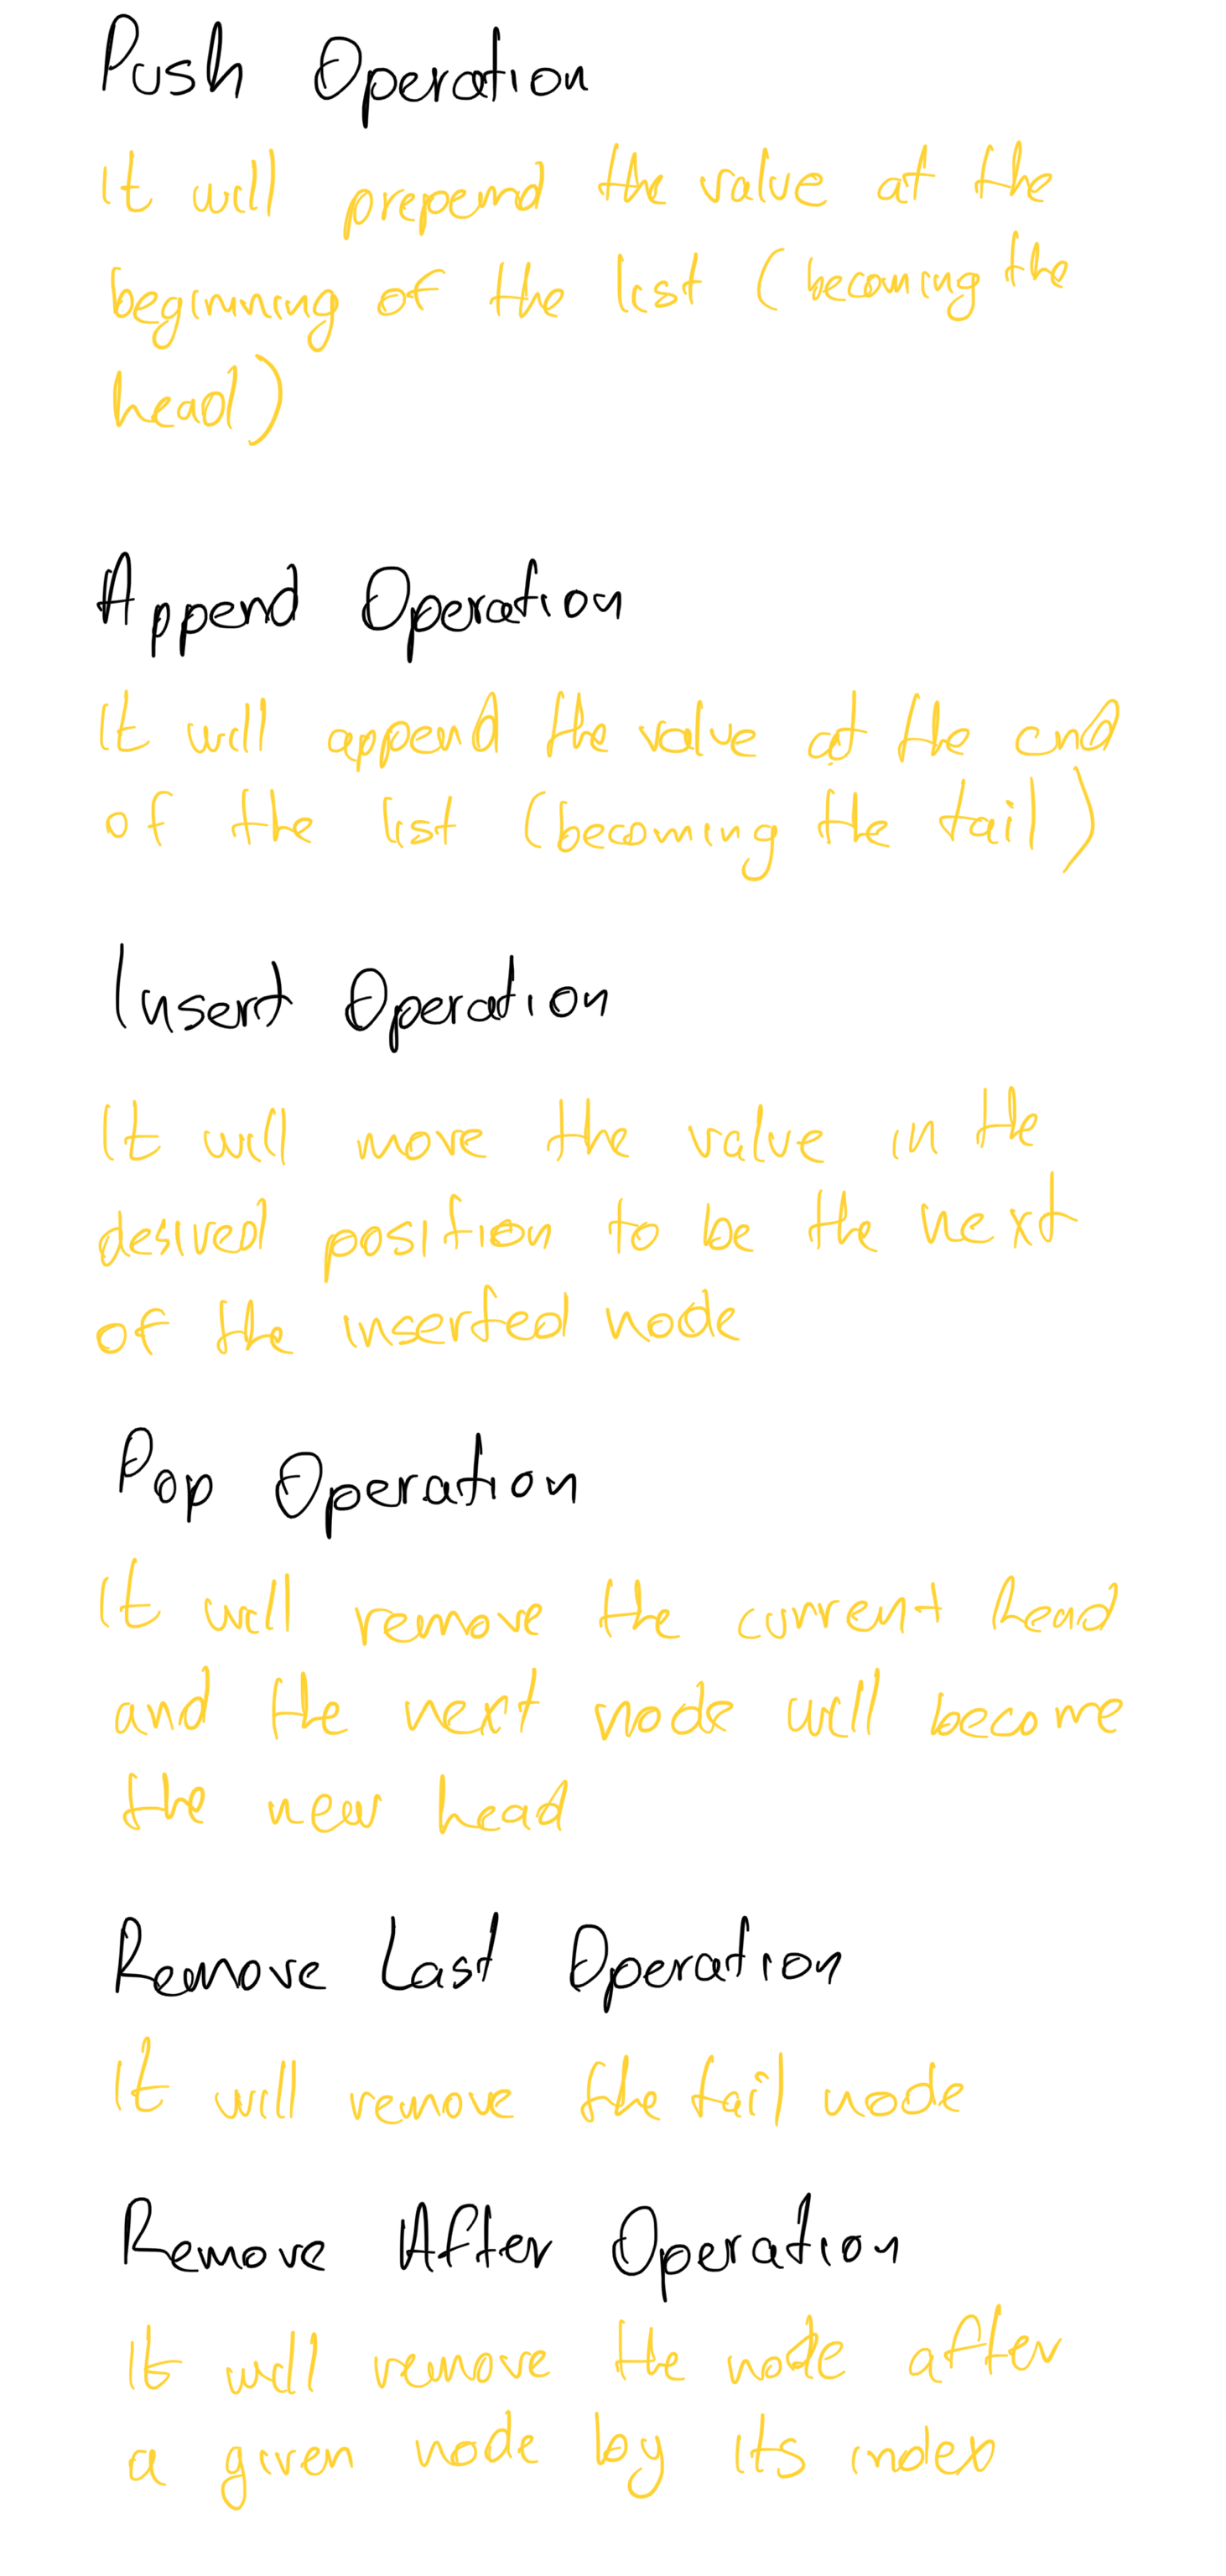 Push Operation
It will prepend the value at the
beginning of the list (becoming the
head)
Append Operation
It will append the value at the end
of the list (becoming the tail)
Insert Operation
It will move the value in the
desired position to be the next
of the inserted node
Pop Operation
It will remove the current head
and the next node will become
the new head
Remove Last Operation
It will remove the tail node
Remove After Operation
It will remove the node after
a given node by its index